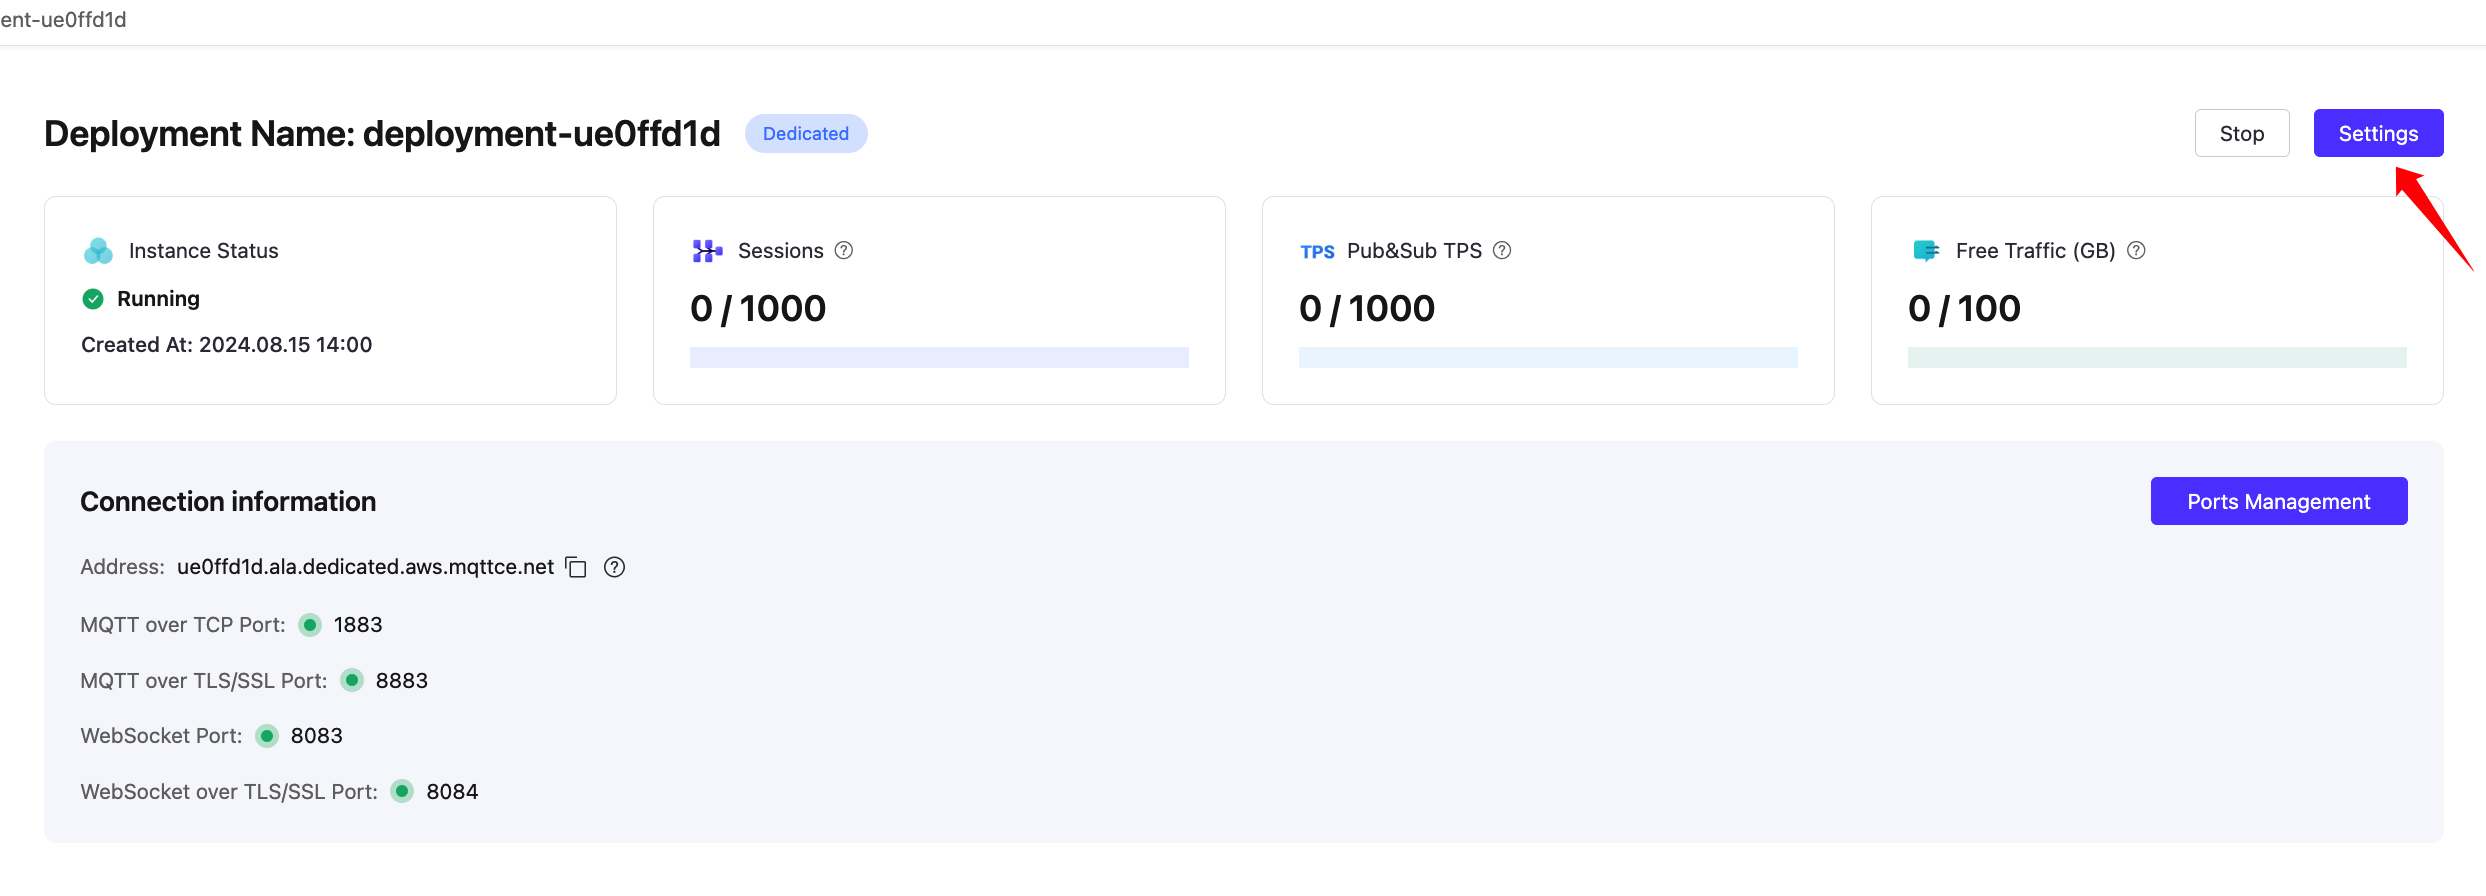 ent-ue0ffd1d
Deployment Name: deployment-ue0ffd1d Dedicated Stop Settings
Instance Status
Running
Created At: 2024.08.15 14:00
Sessions ?
0 / 1000
TPS Pub&Sub TPS ?
0 / 1000
Free Traffic (GB) ?
0 / 100
Connection information Ports Management
Address: ue0ffd1d.ala.dedicated.aws.mqttce.net ?
MQTT over TCP Port: 1883
MQTT over TLS/SSL Port: 8883
WebSocket Port: 8083
WebSocket over TLS/SSL Port: 8084